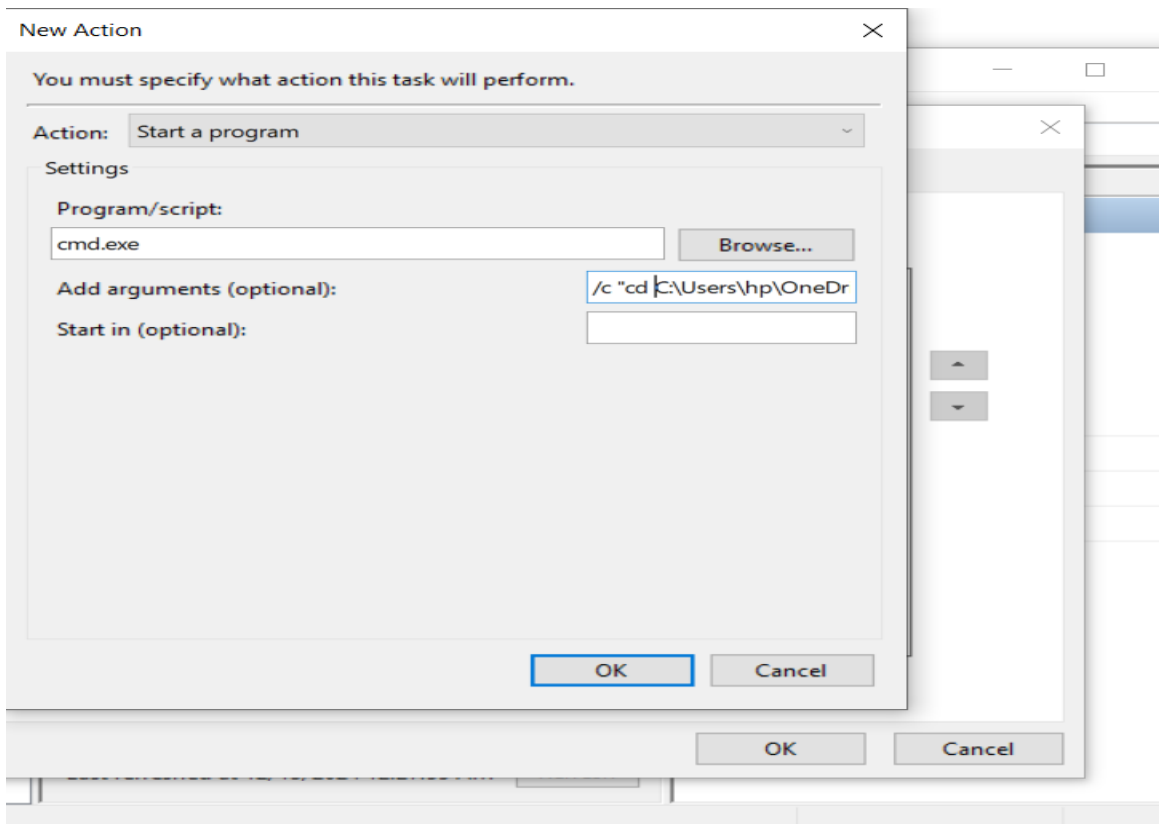 New Action
You must specify what action this task will perform.
Action: Start a program
Settings
Program/script:
cmd.exe
Browse...
Add arguments (optional): /c "cd C:\Users\hp\OneDr
Start in (optional):
OK Cancel
OK Cancel